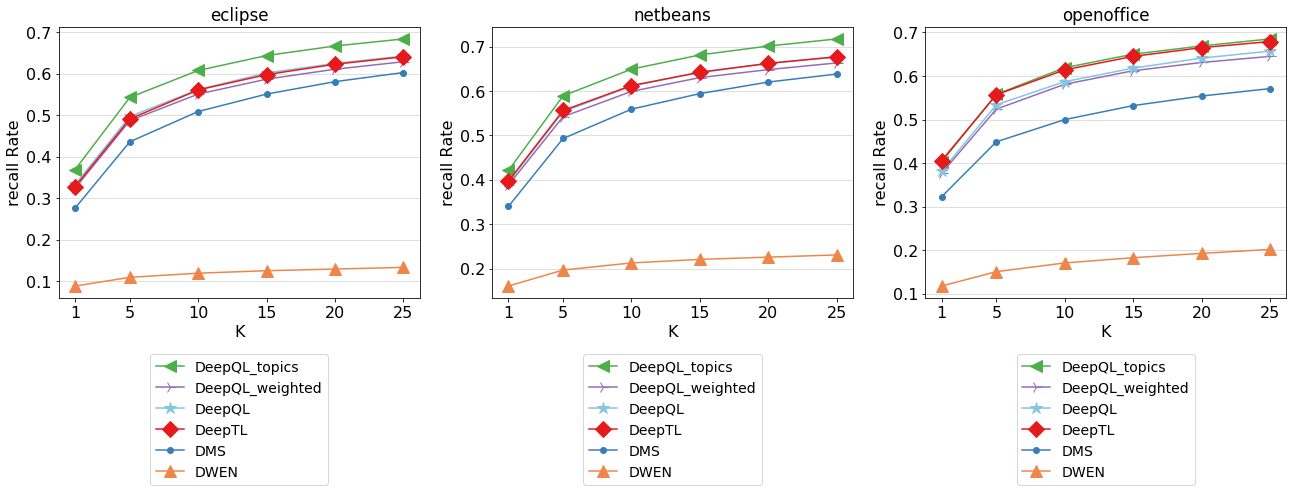 eclipse
0.7
0.6
0.5
0.4
0.3
0.2
0.1
recall Rate
1 5 10 15 20 25
K
DeepQL_topics
DeepQL_weighted
DeepQL
DeepTL
DMS
DWEN
netbeans
0.7
0.6
0.5
0.4
0.3
0.2
recall Rate
1 5 10 15 20 25
K
DeepQL_topics
DeepQL_weighted
DeepQL
DeepTL
DMS
DWEN
openoffice
0.7
0.6
0.5
0.4
0.3
0.2
0.1
recall Rate
1 5 10 15 20 25
K
DeepQL_topics
DeepQL_weighted
DeepQL
DeepTL
DMS
DWEN